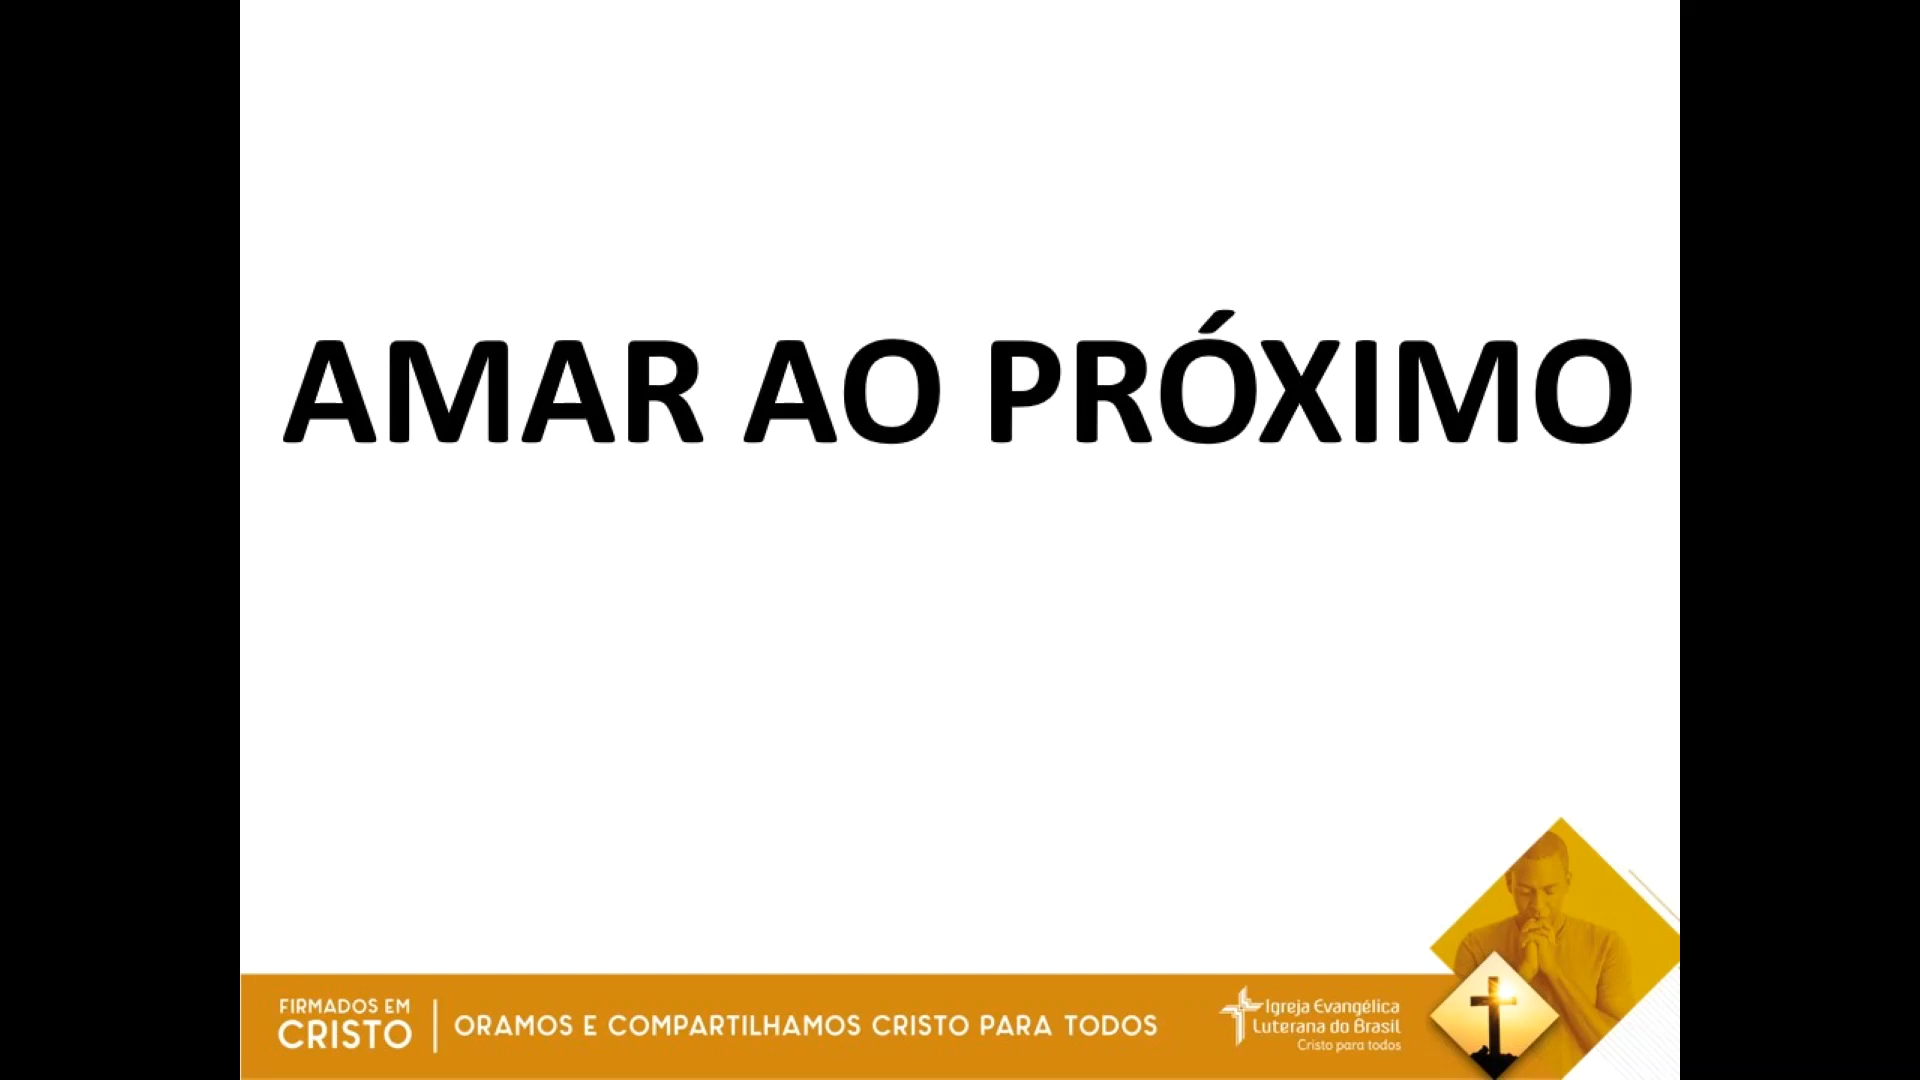 AMAR AO PRÓXIMO
FIRMADOS EM
CRISTO
ORAMOS E COMPARTILHAMOS CRISTO PARA TODOS
Igreja Evangélica
Luterana do Brasil
Cristo para todos